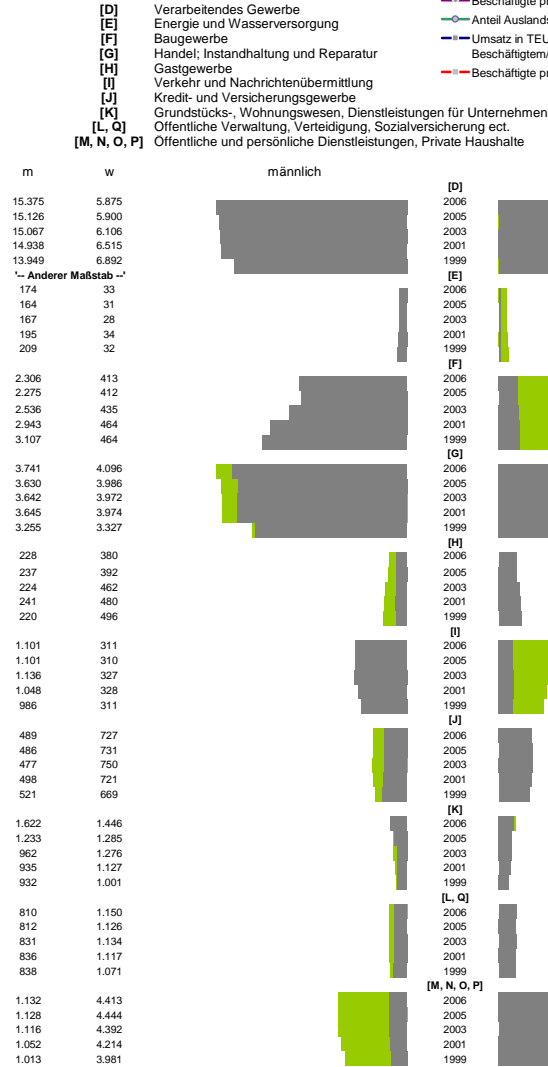 Beschäftigte
[D] Verarbeitendes Gewerbe
Anteil
[E] Energie und Wasserversorgung
[F] Baugewerbe
Umsatz in TEU
[G] Handel; Instandhaltung und Reparatur
Beschäftigtem/
[H] Gastgewerbe
[I] Verkehr und Nachrichtenübermittlung
Beschäftigte
[J] Kredit- und Versicherungsgewerbe
[K] Grundstücks-, Wohnungswesen, Dienstleistungen für Unternehmen
[L, Q] Öffentliche Verwaltung, Verteidigung, Sozialversicherung ect.
[M, N, O, P] Öffentliche und persönliche Dienstleistungen, Private Haushalte
m w männlich
[D]
15.375 5.875 2006
15.126 5.900 2005
15.067 6.106 2003
14.938 6.515 2001
13.949 6.892 1999
'-- Anderer Maßstab --' [E]
174 33 2006
164 31 2005
167 28 2003
195 34 2001
209 32 1999
[F]
2.306 413 2006
2.275 412 2005
2.536 435 2003
2.943 464 2001
3.107 464 1999
[G]
3.741 4.096 2006
3.630 3.986 2005
3.642 3.972 2003
3.645 3.974 2001
3.255 3.327 1999
[H]
228 380 2006
237 392 2005
224 462 2003
241 480 2001
220 496 1999
[I]
1.101 311 2006
1.101 310 2005
1.136 327 2003
1.048 328 2001
986 311 1999
[J]
489 727 2006
486 731 2005
477 750 2003
498 721 2001
521 669 1999
[K]
1.622 1.446 2006
1.233 1.285 2005
962 1.276 2003
935 1.127 2001
932 1.001 1999
[L, Q]
810 1.150 2006
812 1.126 2005
831 1.134 2003
836 1.117 2001
838 1.071 1999
[M, N, O, P]
1.132 4.413 2006
1.128 4.444 2005
1.116 4.392 2003
1.052 4.214 2001
1.013 3.981 1999